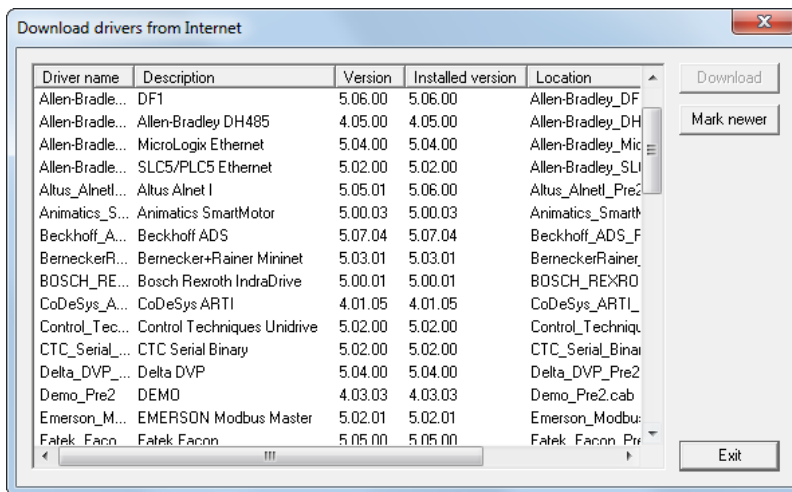 Download drivers from Internet
Driver name Description Version Installed version Location
Allen-Bradle... DF1 5.06.00 5.06.00 Allen-Bradley_DF
Allen-Bradle... Allen-Bradley DH485 4.05.00 4.05.00 Allen-Bradley_DH
Allen-Bradle... MicroLogix Ethernet 5.04.00 5.04.00 Allen-Bradley_Mic
Allen-Bradle... SLC5/PLC5 Ethernet 5.02.00 5.02.00 Allen-Bradley_SL
Altus_Alnetl... Altus Alnet I 5.05.01 5.06.00 Altus_AlnetI_Pre2
Animatics_S... Animatics SmartMotor 5.00.03 5.00.03 Animatics_Smart
Beckhoff_A... Beckhoff ADS 5.07.04 5.07.04 Beckhoff_ADS_F
BerneckerR... Bernecker+Rainer Mininet 5.03.01 5.03.01 BerneckerRainer_
BOSCH_RE... Bosch Rexroth IndraDrive 5.00.01 5.00.01 BOSCH_REXRO
CoDeSys_A... CoDeSys ARTI 4.01.05 4.01.05 CoDeSys_ARTI_
Control_Tec... Control Techniques Unidrive 5.02.00 5.02.00 Control_Techniqu
CTC_Serial_... CTC Serial Binary 5.02.00 5.02.00 CTC_Serial_Binar
Delta_DVP_... Delta DVP 5.04.00 5.04.00 Delta_DVP_Pre2
Demo_Pre2 DEMO 4.03.03 4.03.03 Demo_Pre2.cab
Emerson_M... EMERSON Modbus Master 5.02.01 5.02.01 Emerson_Modbu
Fatek_Facon Fatek Facon 5.05.00 5.05.00 Fatek_Facon_Pre
Download
Mark newer
Exit